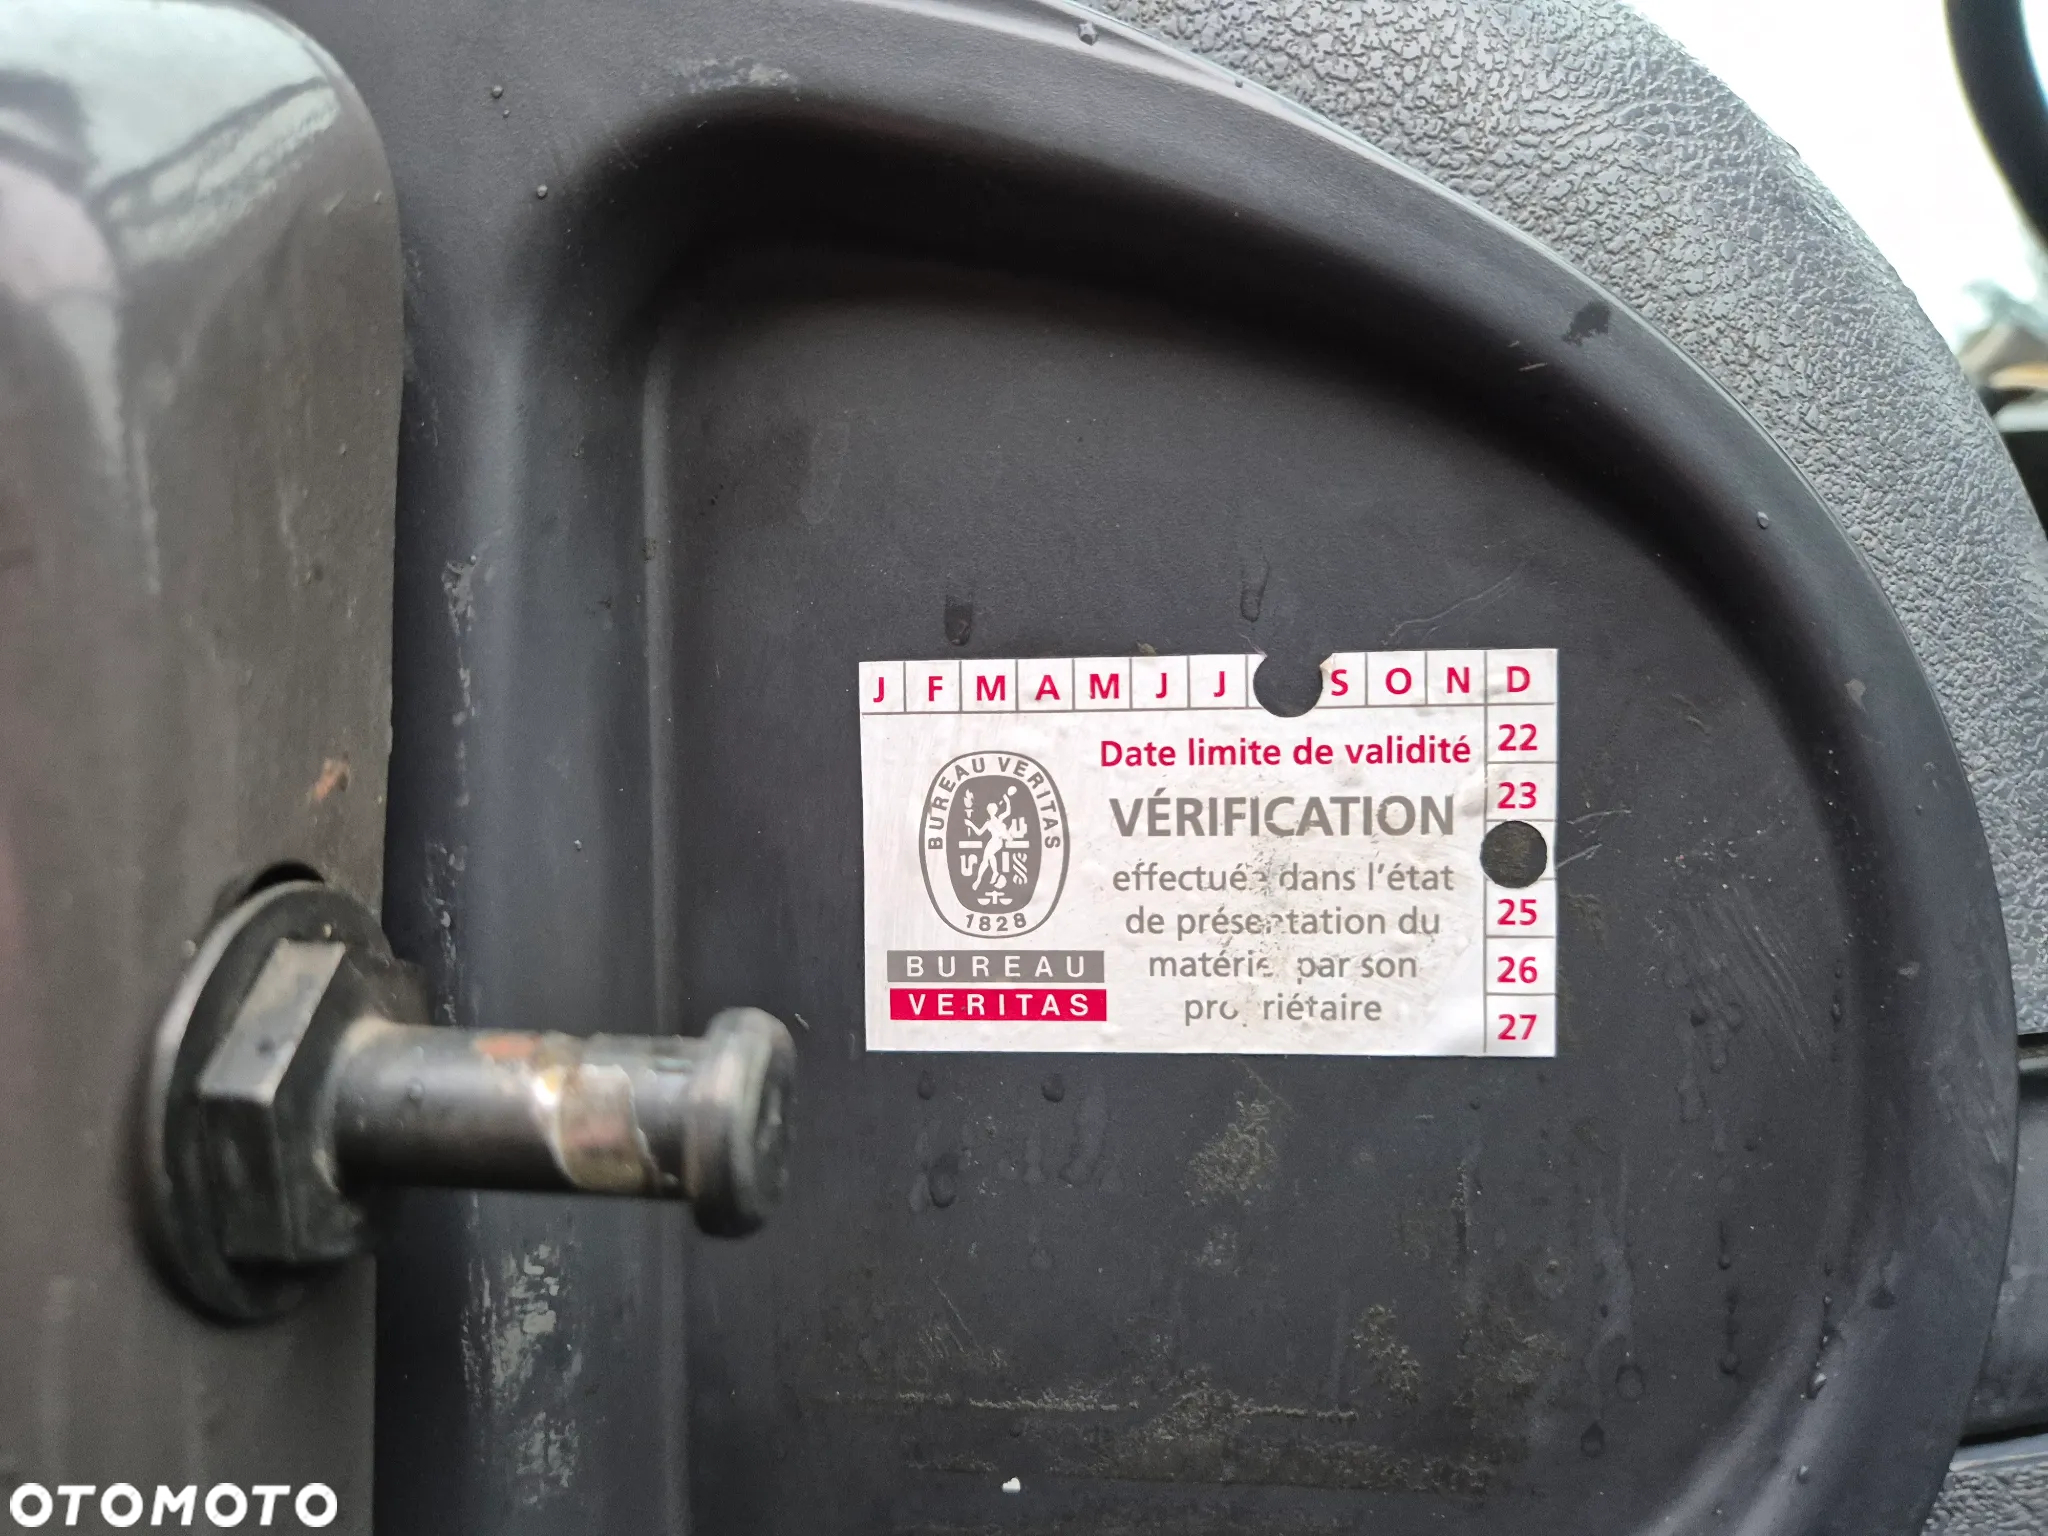 J F M A M J J S O N D
Date limite de validité
VÉRIFICATION
effectuée dans l'état
de présentation du
matériel par son
propriétaire
22
23
25
26
27
BUREAU VERITAS
1828
BUREAU
VERITAS
OTOMOTO